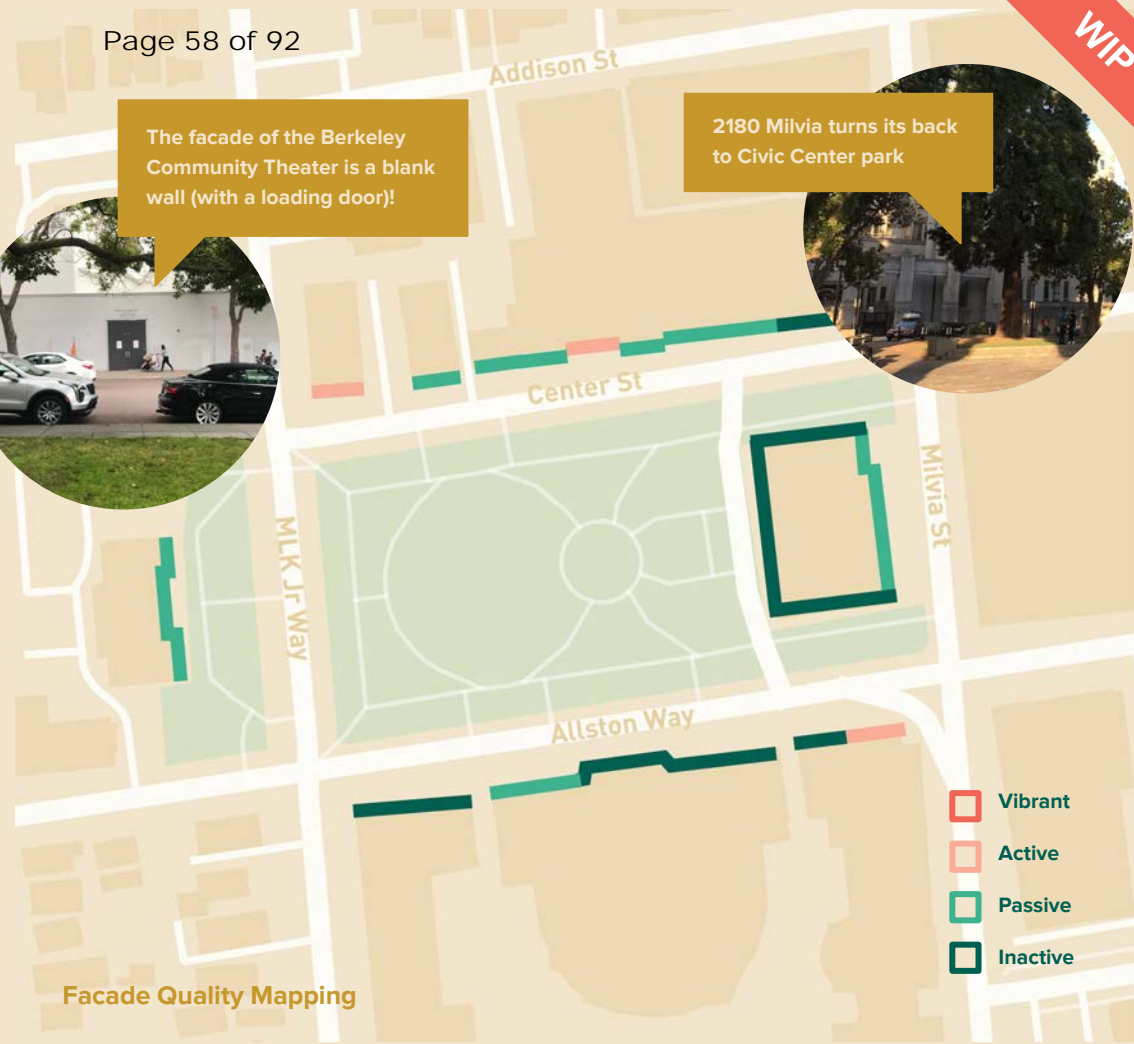 Page 58 of 92
WIP
Addison St
The facade of the Berkeley
Community Theater is a blank
wall (with a loading door)!
2180 Milvia turns its back
to Civic Center park
Center St
Milvia St
MLK Jr Way
Allston Way
Vibrant
Active
Passive
Inactive
Facade Quality Mapping